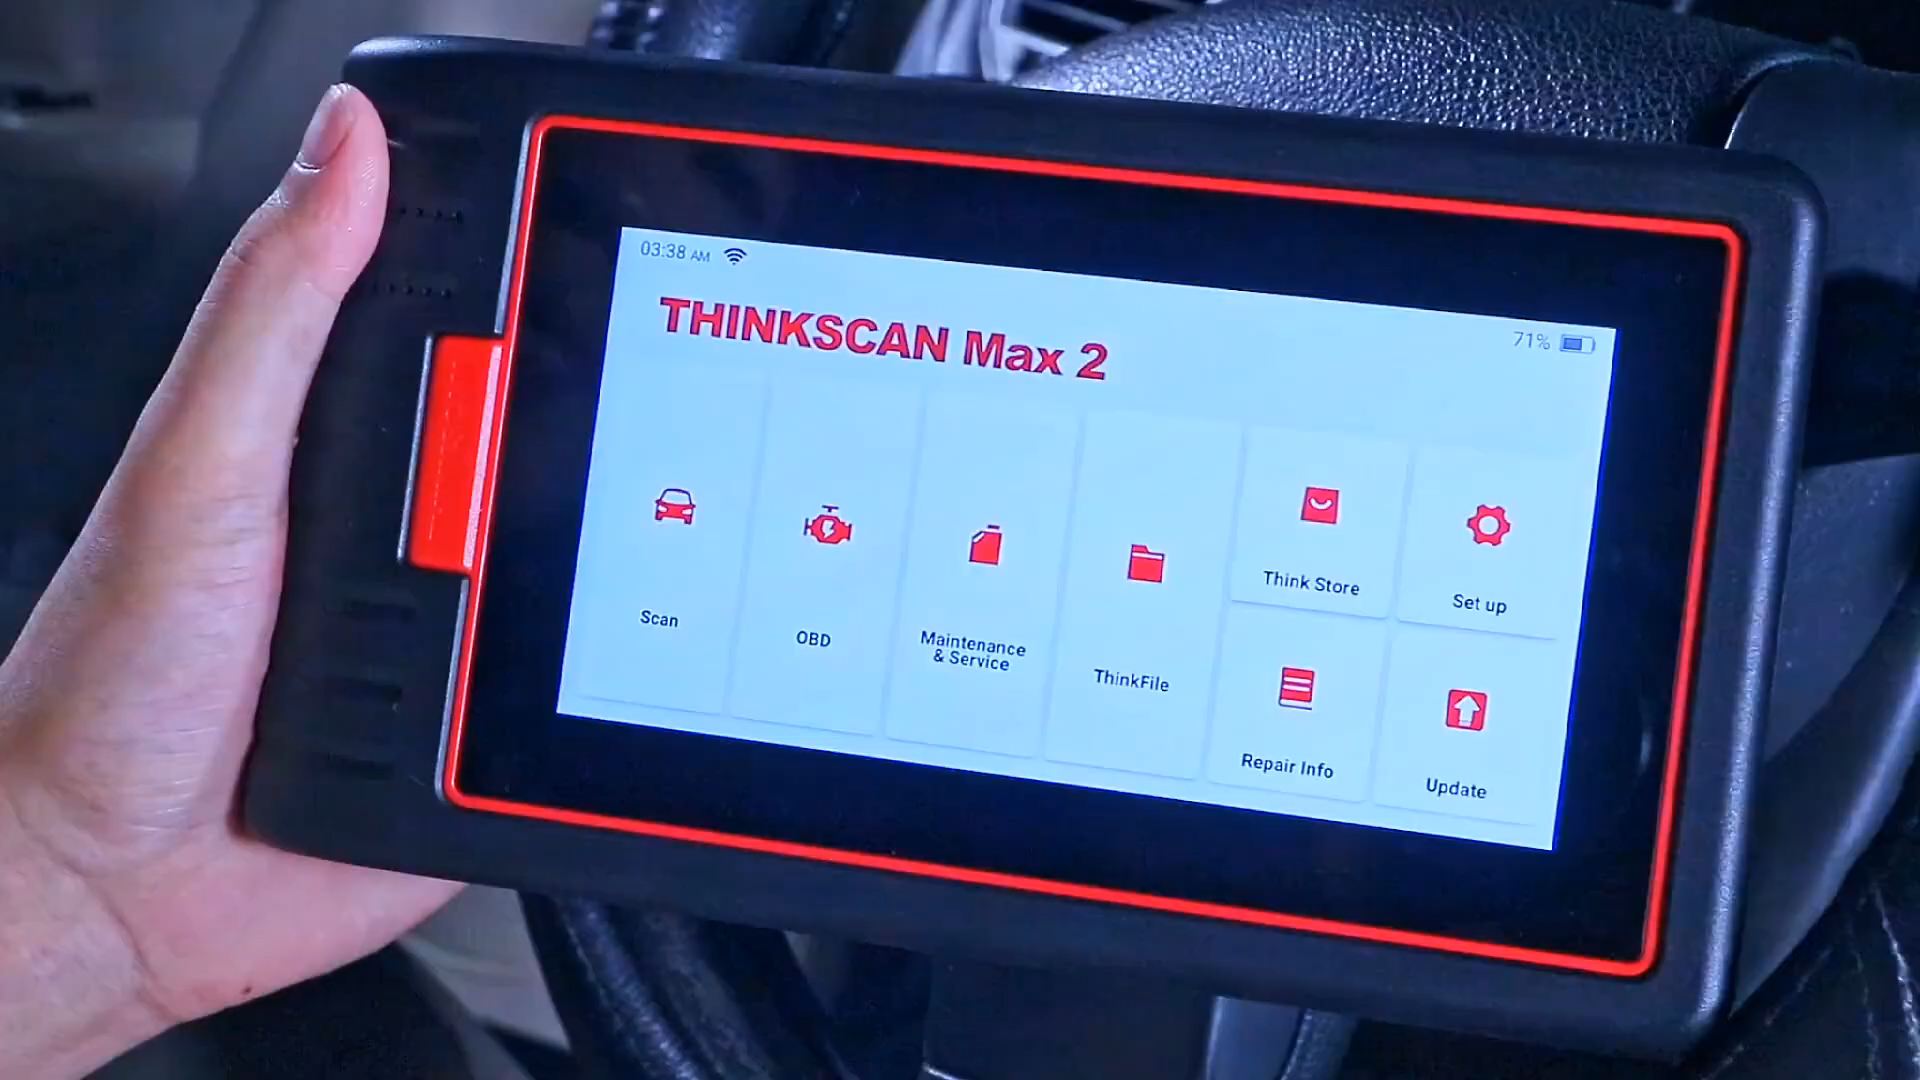 03:38 AM
71%
THINKSCAN Max 2
Scan
OBD
Maintenance
& Service
ThinkFile
Think Store
Set up
Repair Info
Update